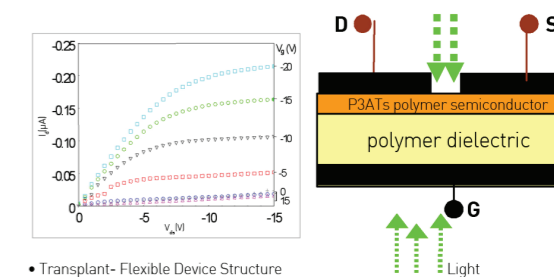 -0.25
-0.20
-0.15
-0.10
-0.05
0
I_d(μA)
-0
-5
-10
-15
V_ds(V)
V_g(V)
-20
-15
-10
-5
0
15
D
S
P3ATs polymer semiconductor
polymer dielectric
G
Light
• Transplant- Flexible Device Structure